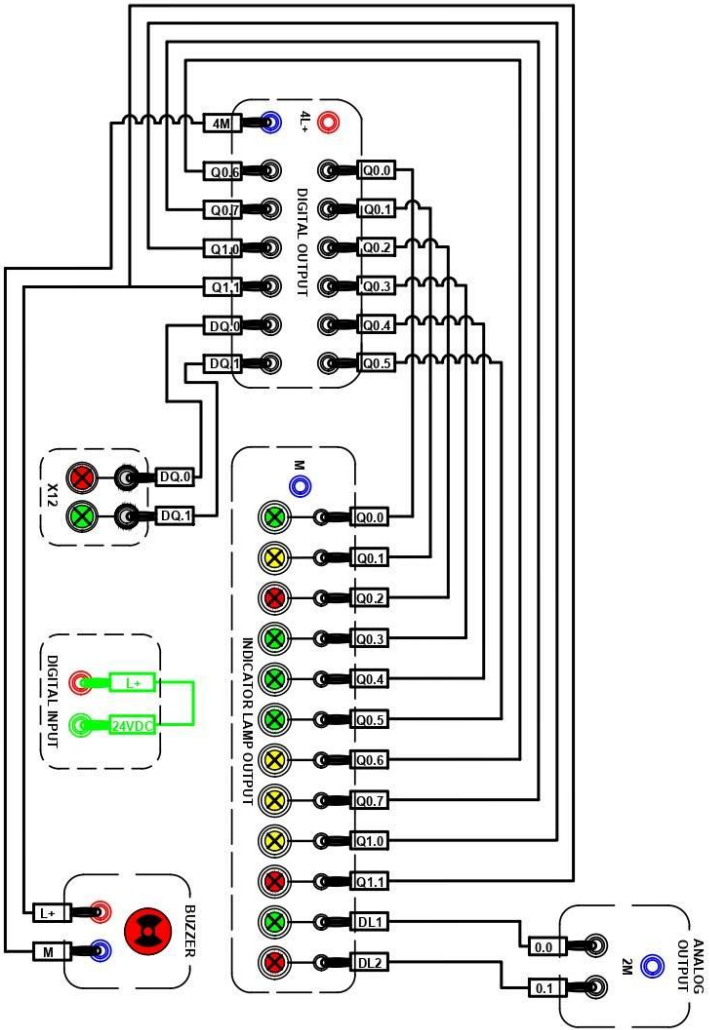 4M
4L+
Q0.6
Q0.0
Q0.7
Q0.1
Q1.0
Q0.2
Q1.1
Q0.3
DQ.0
Q0.4
DQ.1
Q0.5
DIGITAL OUTPUT
DQ.0
DQ.1
X12
M
Q0.0
Q0.1
Q0.2
Q0.3
Q0.4
Q0.5
Q0.6
Q0.7
Q1.0
Q1.1
DL1
DL2
INDICATOR LAMP OUTPUT
L+
24VDC
DIGITAL INPUT
L+
M
BUZZER
0.0
0.1
2M
ANALOG
OUTPUT